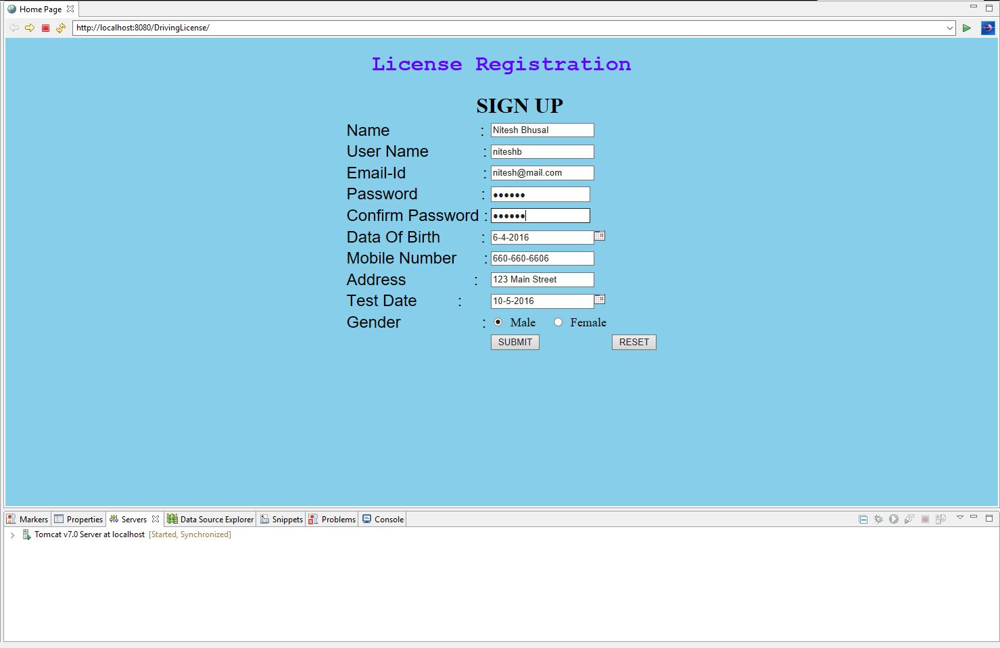 Home Page
http://localhost:8080/DrivingLicense/
License Registration
SIGN UP
Name : Nitesh Bhusal
User Name : niteshb
Email-Id : nitesh@mail.com
Password : ●●●●●●
Confirm Password : ●●●●●●
Data Of Birth : 6-4-2016
Mobile Number : 660-660-6606
Address : 123 Main Street
Test Date : 10-5-2016
Gender : Male Female
SUBMIT RESET
Markers Properties Servers Data Source Explorer Snippets Problems Console
Tomcat v7.0 Server at localhost [Started, Synchronized]